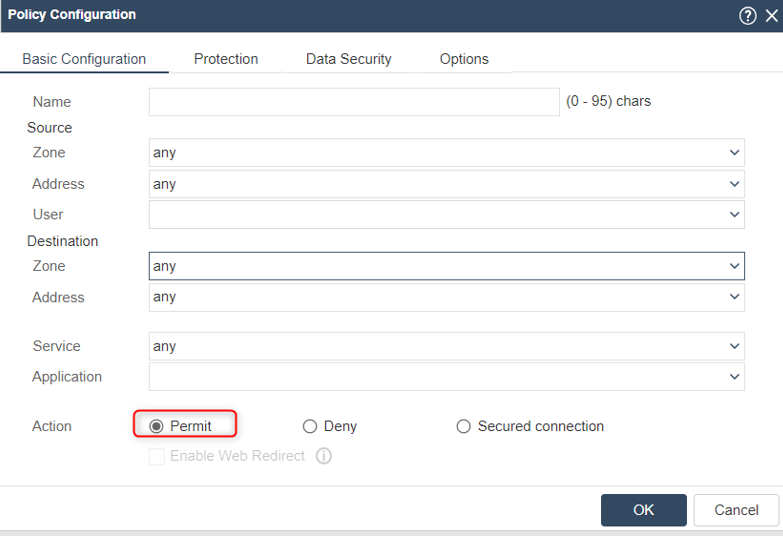 Policy Configuration
Basic Configuration Protection Data Security Options
Name (0 - 95) chars
Source
Zone any
Address any
User
Destination
Zone any
Address any
Service any
Application
Action Permit Deny Secured connection
Enable Web Redirect
OK Cancel